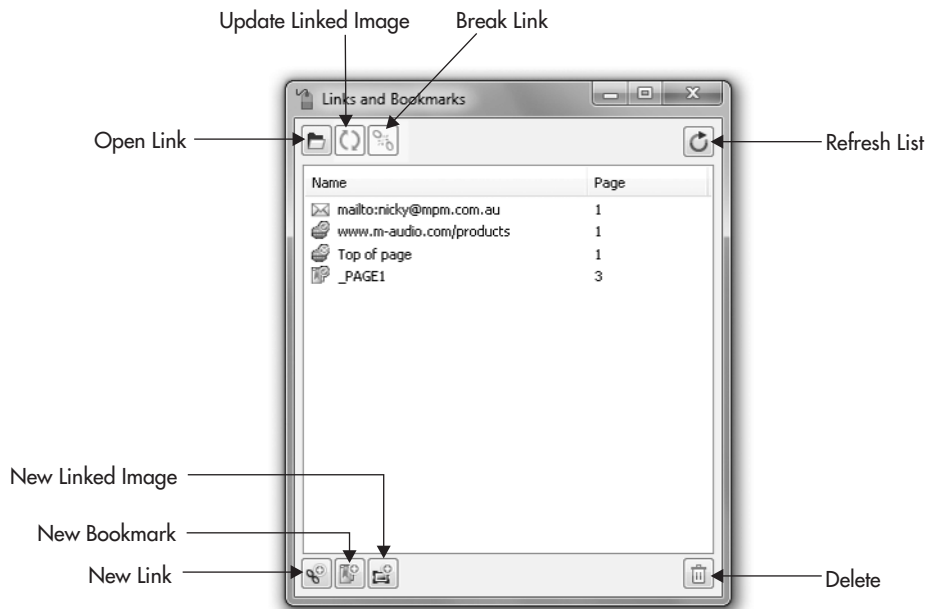 Update Linked Image
Break Link
Links and Bookmarks
Open Link
Refresh List
Name Page
mailto:nicky@mpm.com.au 1
www.m-audio.com/products 1
Top of page 1
_PAGE1 3
New Linked Image
New Bookmark
New Link
Delete